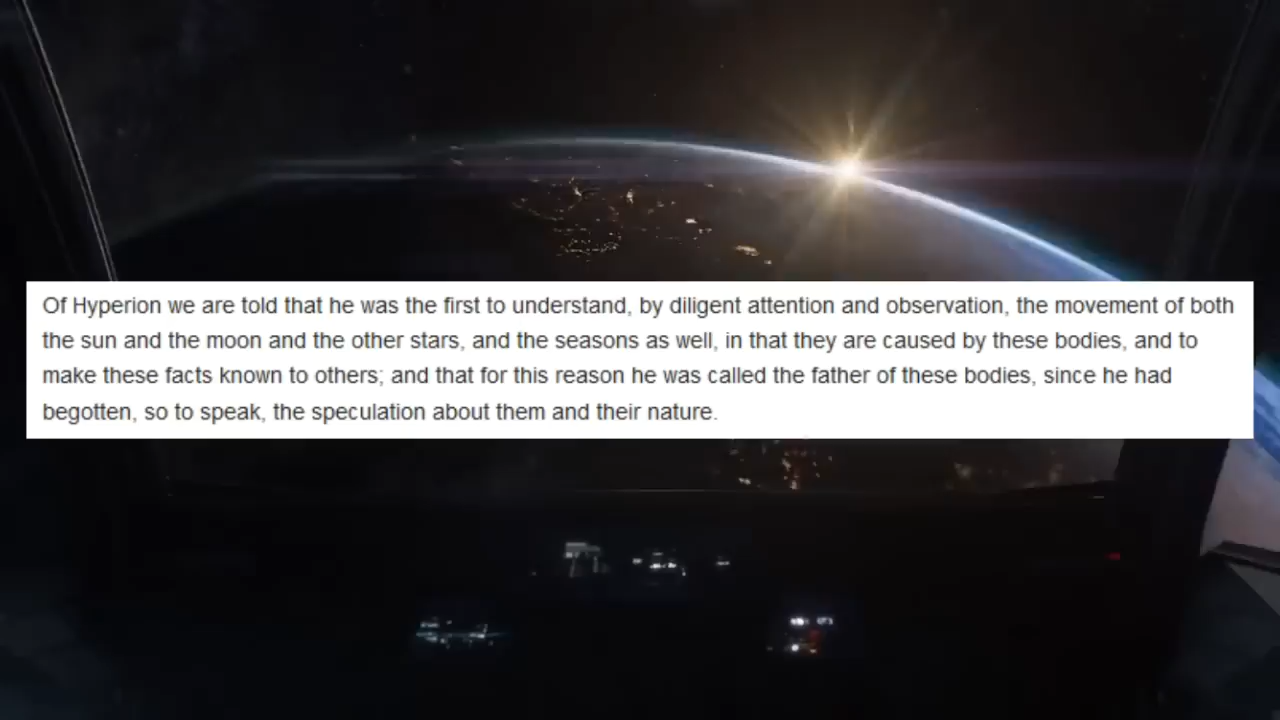 Of Hyperion we are told that he was the first to understand, by diligent attention and observation, the movement of both
the sun and the moon and the other stars, and the seasons as well, in that they are caused by these bodies, and to
make these facts known to others; and that for this reason he was called the father of these bodies, since he had
begotten, so to speak, the speculation about them and their nature.